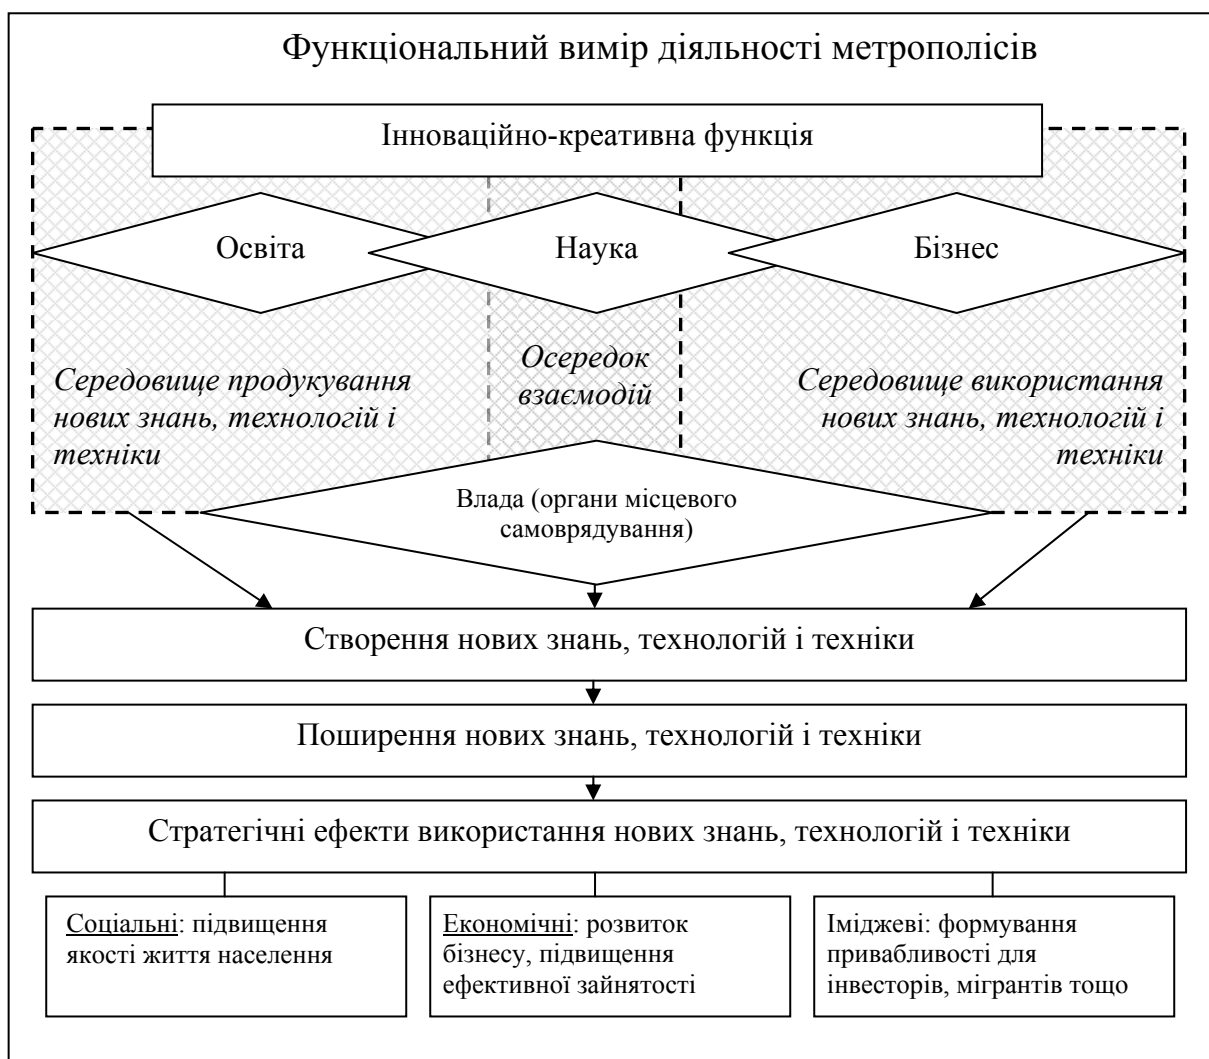 Функціональний вимір діяльності метрополісів
Інноваційно-креативна функція
Освіта
Наука
Бізнес
Середовище продукування
нових знань, технологій і
техніки
Осередок
взаємодій
Середовище використання
нових знань, технологій і
техніки
Влада (органи місцевого
самоврядування)
Створення нових знань, технологій і техніки
Поширення нових знань, технологій і техніки
Стратегічні ефекти використання нових знань, технологій і техніки
Соціальні: підвищення
якості життя населення
Економічні: розвиток
бізнесу, підвищення
ефективної зайнятості
Іміджеві: формування
привабливості для
інвесторів, мігрантів тощо